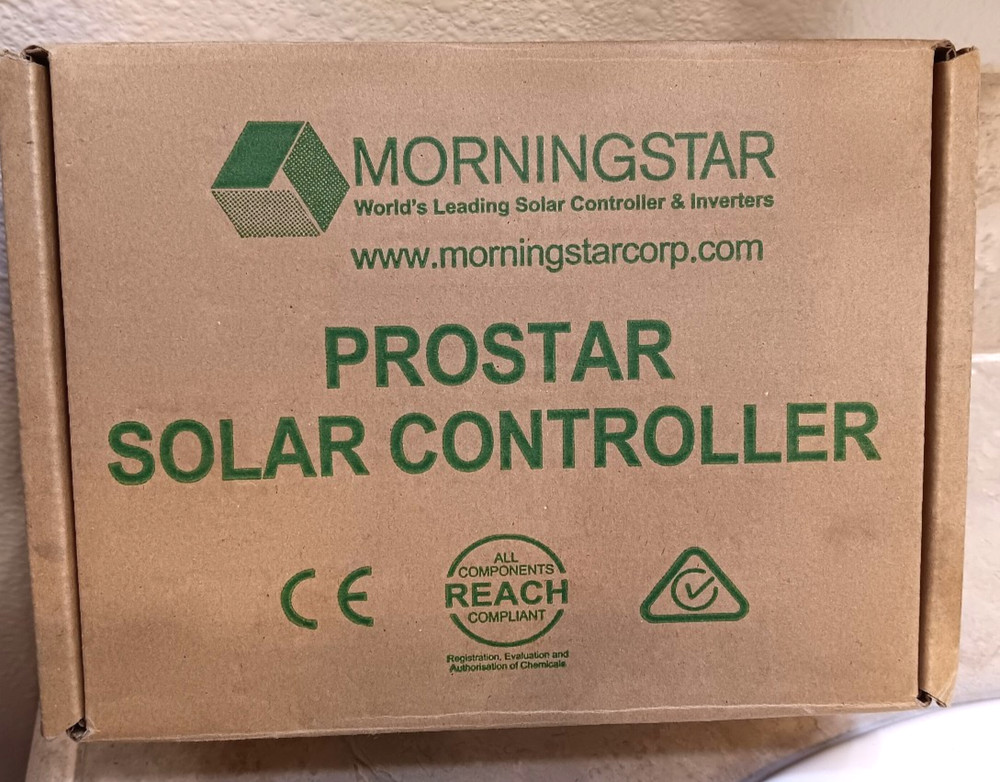 MORNINGSTAR
World's Leading Solar Controller & Inverters
www.morningstarcorp.com
PROSTAR
SOLAR CONTROLLER
CE
ALL
COMPONENTS
REACH
COMPLIANT
Registration, Evaluation and
Authorisation of Chemicals